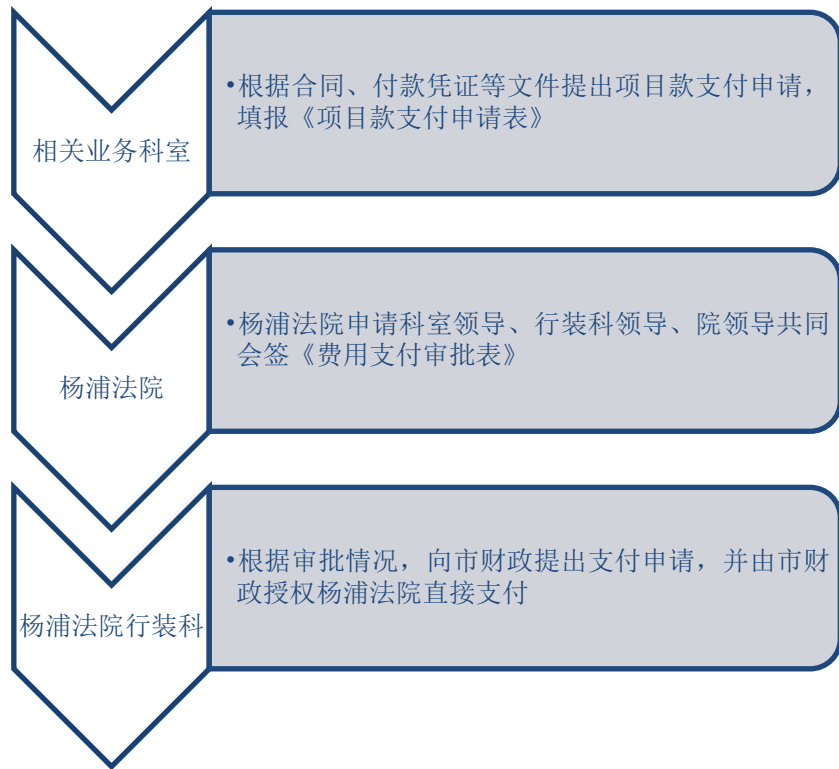 相关业务科室
•根据合同、付款凭证等文件提出项目款支付申请，
填报《项目款支付申请表》
杨浦法院
•杨浦法院申请科室领导、行装科领导、院领导共同
会签《费用支付审批表》
杨浦法院行装科
•根据审批情况，向市财政提出支付申请，并由市财
政授权杨浦法院直接支付